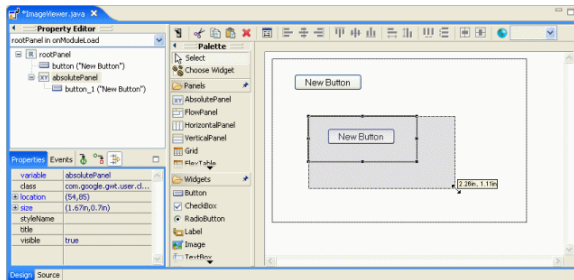 *ImageViewer.java
Property Editor
rootPanel in onModuleLoad
rootPanel
button ("New Button")
absolutePanel
button_1 ("New Button")
Properties Events
variable absolutePanel
class com.google.gwt.user.cl...
location (54,85)
size (1.67in,0.7in)
styleName
title
visible true
Design Source
Palette
Select
Choose Widget
Panels
AbsolutePanel
FlowPanel
HorizontalPanel
VerticalPanel
Grid
FlexTable
Widgets
Button
CheckBox
RadioButton
Label
Image
TextBox
New Button
New Button
2.26in, 1.11in